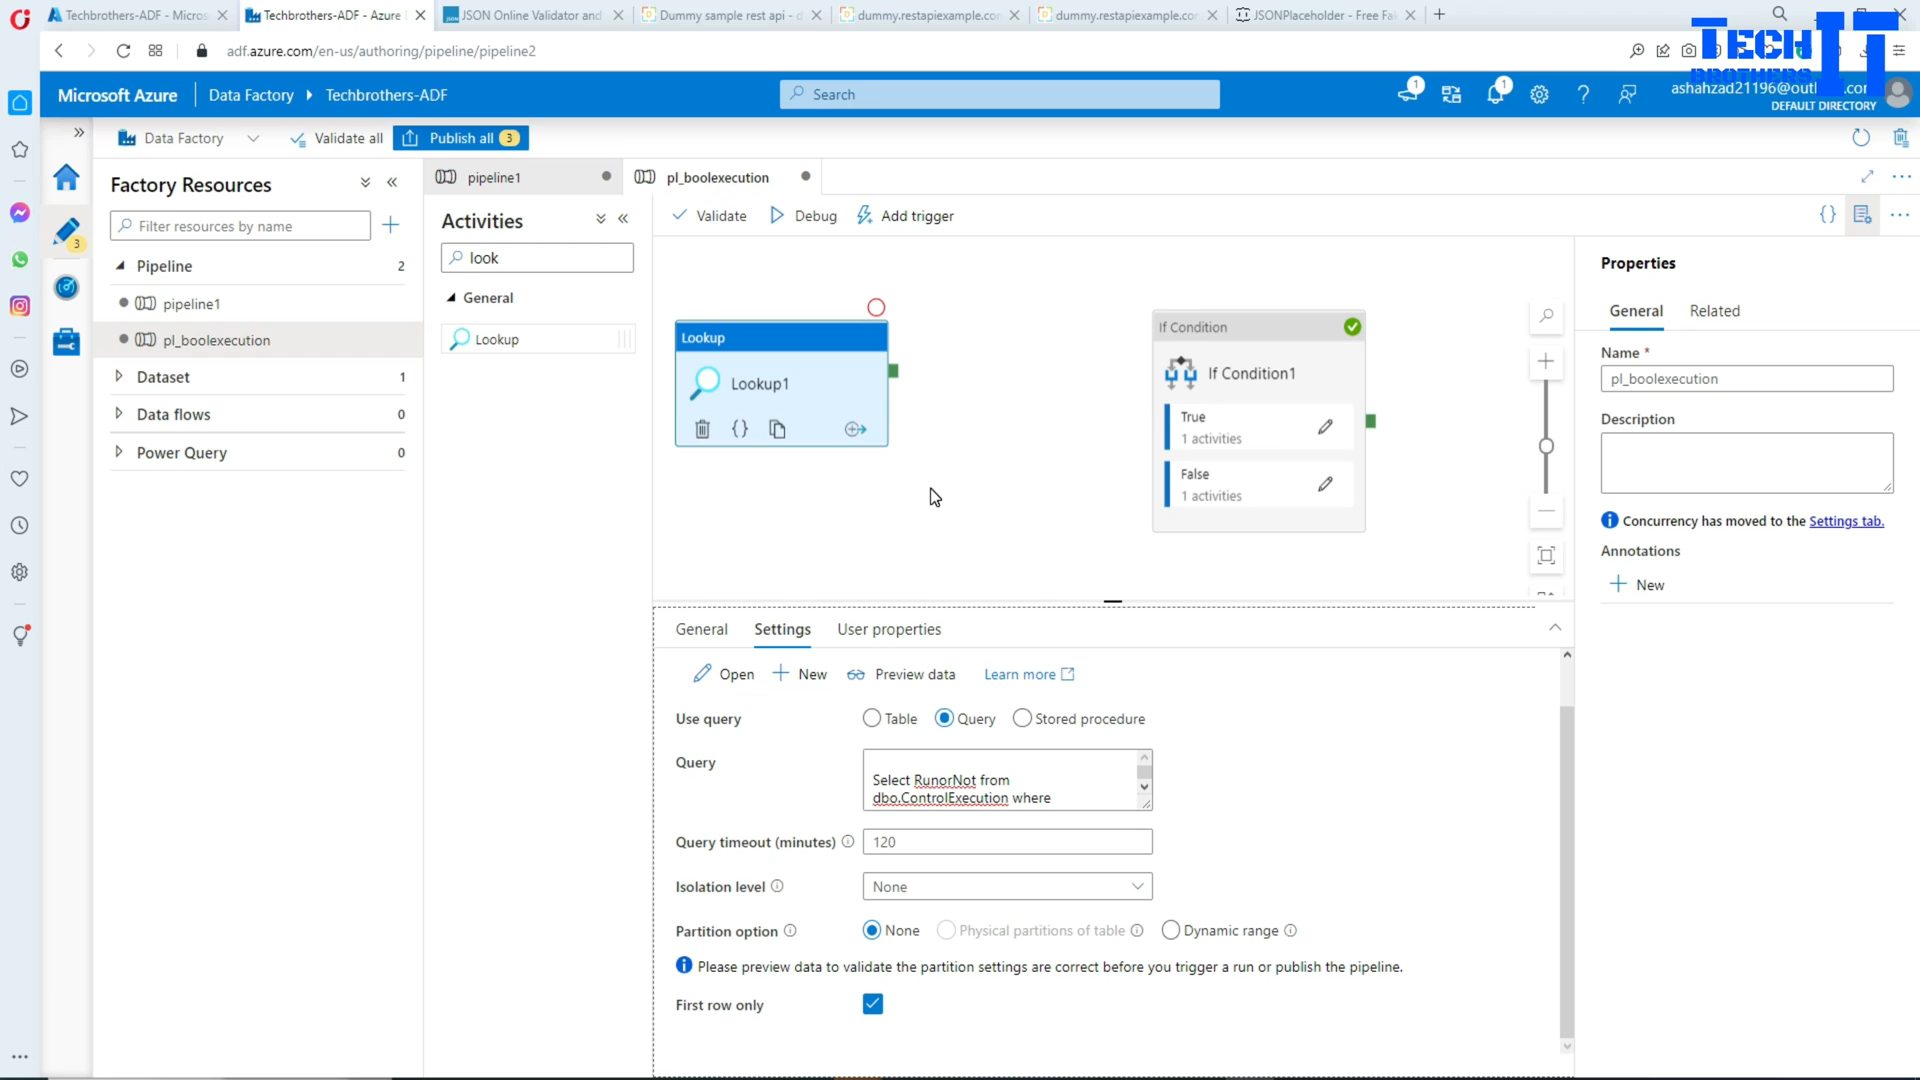 Techbrothers-ADF - Micros
Techbrothers-ADF - Azure
JSON Online Validator and
Dummy sample rest api - d
dummy.restapiexample.co
dummy.restapiexample.co
JSONPlaceholder - Free Fa
adf.azure.com/en-us/authoring/pipeline/pipeline2
TECH IT
BROTHERS
Microsoft Azure
Data Factory
Techbrothers-ADF
Search
1
1
DEFAULT DIRECTORY
Data Factory
Validate all
Publish all 3
Factory Resources
Filter resources by name
3
Pipeline 2
pipeline1
pl_boolexecution
Dataset 1
Data flows 0
Power Query 0
pipeline1
pl_boolexecution
Activities
look
General
Lookup
Validate
Debug
Add trigger
Lookup
Lookup1
If Condition
If Condition1
True
1 activities
False
1 activities
General
Settings
User properties
Open
New
Preview data
Learn more
Use query
Table
Query
Stored procedure
Query
Select RunorNot from
dbo.ControlExecution where
Query timeout (minutes)
120
Isolation level
None
Partition option
None
Physical partitions of table
Dynamic range
Please preview data to validate the partition settings are correct before you trigger a run or publish the pipeline.
First row only
Properties
General
Related
Name *
pl_boolexecution
Description
Concurrency has moved to the Settings tab.
Annotations
New